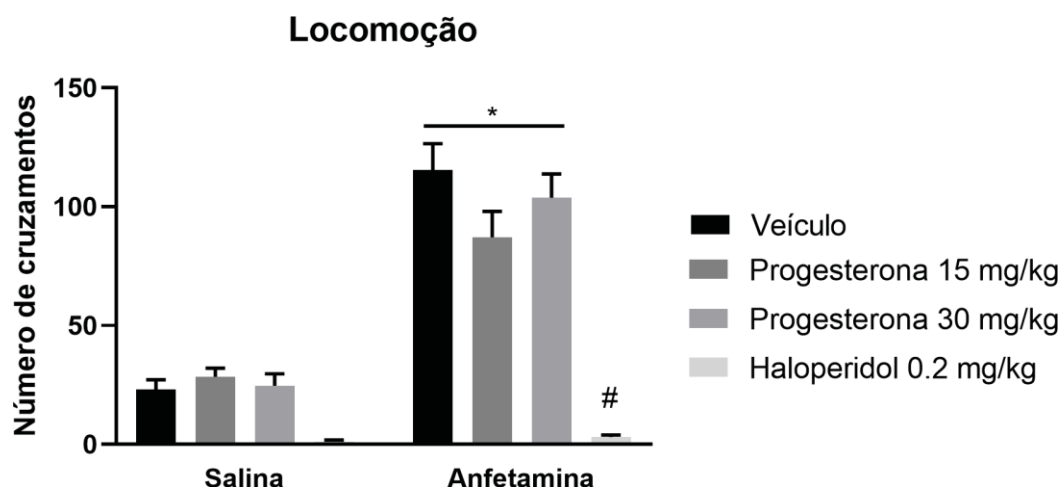 Locomoção
Número de cruzamentos
150
100
50
0
*
#
Salina
Anfetamina
Veículo
Progesterona 15 mg/kg
Progesterona 30 mg/kg
Haloperidol 0.2 mg/kg